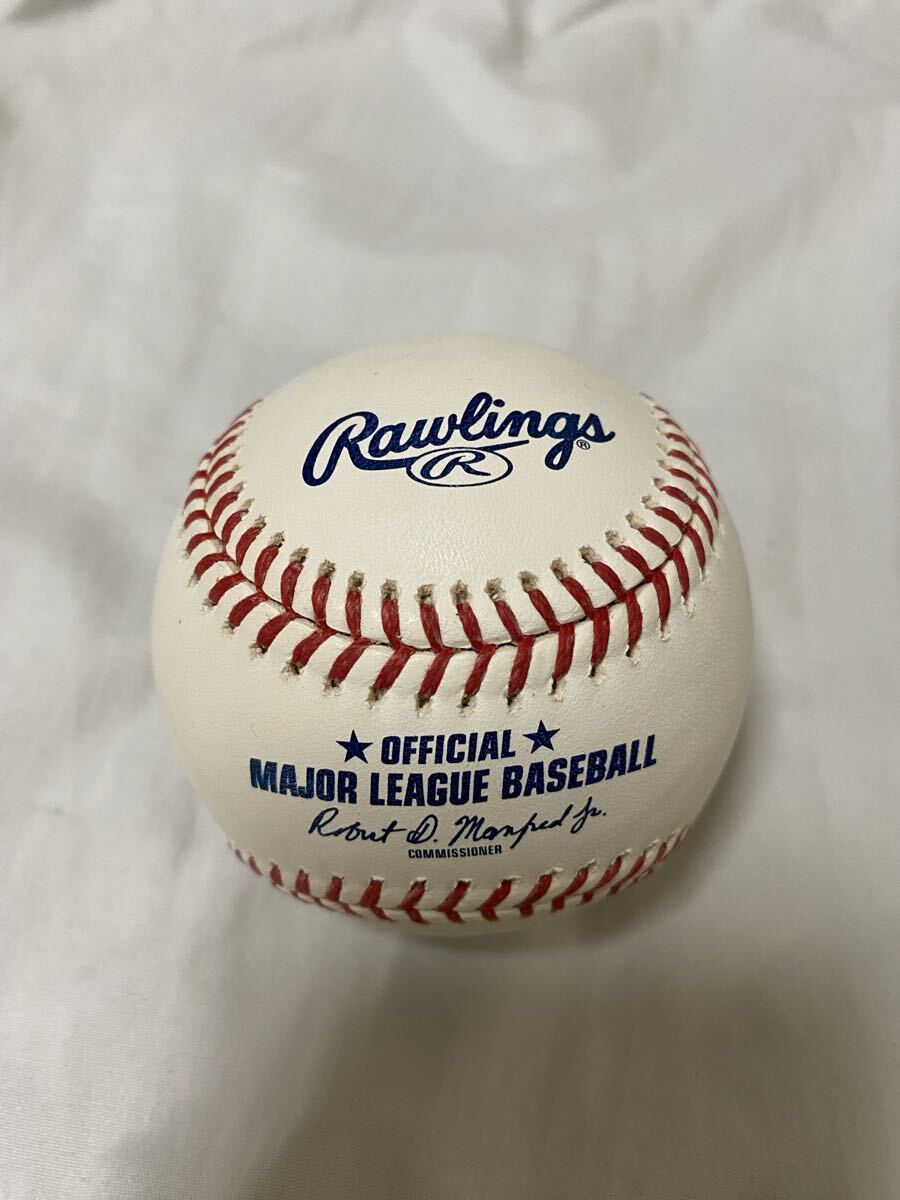 Rawlings®
R
★ OFFICIAL ★
MAJOR LEAGUE BASEBALL
Robert D. Manfred Jr.
COMMISSIONER